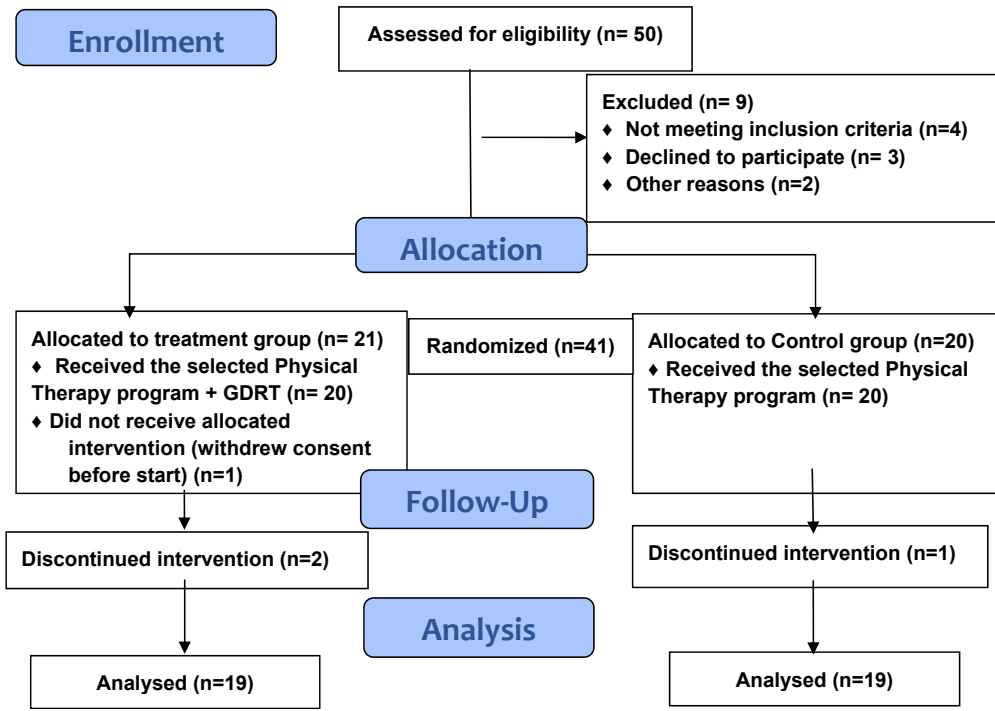 Enrollment
Assessed for eligibility (n= 50)
Excluded (n= 9)
♦ Not meeting inclusion criteria (n=4)
♦ Declined to participate (n= 3)
♦ Other reasons (n=2)
Allocation
Allocated to treatment group (n= 21)
♦ Received the selected Physical
Therapy program + GDRT (n= 20)
♦ Did not receive allocated
intervention (withdrew consent
before start) (n=1)
Randomized (n=41)
Allocated to Control group (n=20)
♦ Received the selected Physical
Therapy program (n= 20)
Follow-Up
Discontinued intervention (n=2)
Discontinued intervention (n=1)
Analysis
Analysed (n=19)
Analysed (n=19)